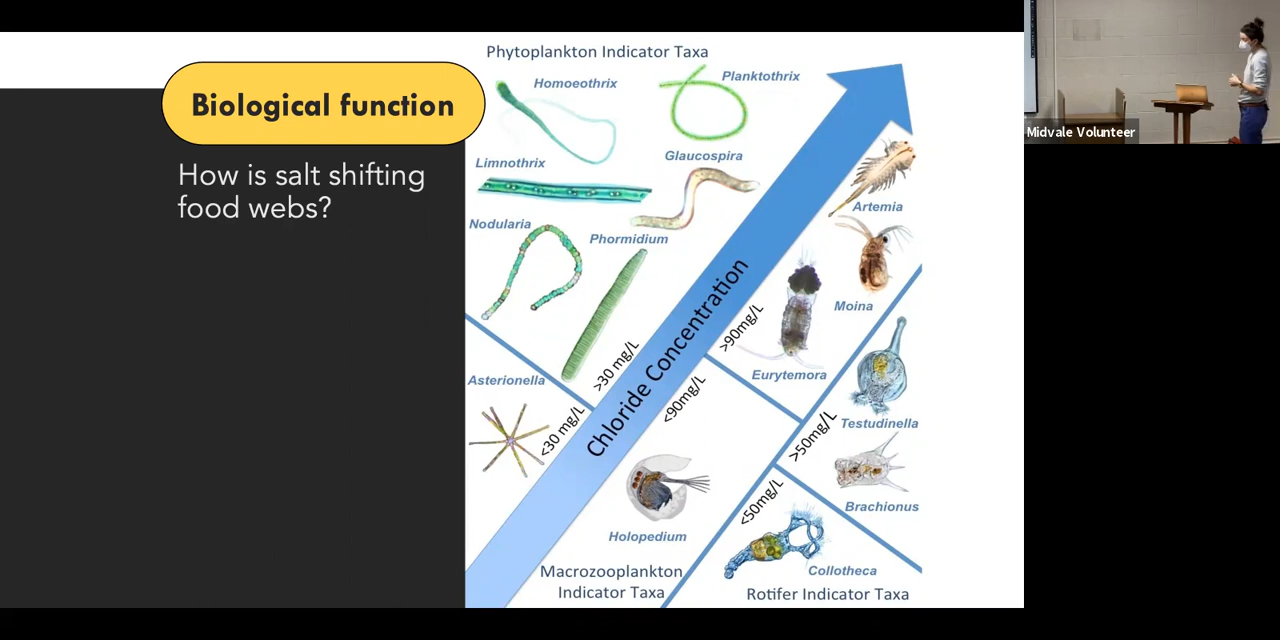 Biological function
How is salt shifting
food webs?
Phytoplankton Indicator Taxa
Homoeothrix
Planktothrix
Limnothrix
Glaucospira
Nodularia
Phormidium
>30 mg/L
Asterionella
<30 mg/L
Chloride Concentration
Artemia
Moina
>90mg/L
Eurytemora
<90mg/L
Holopedium
Macrozooplankton
Indicator Taxa
Testudinella
>50mg/L
Brachionus
<50mg/L
Collotheca
Rotifer Indicator Taxa
Midvale Volunteer